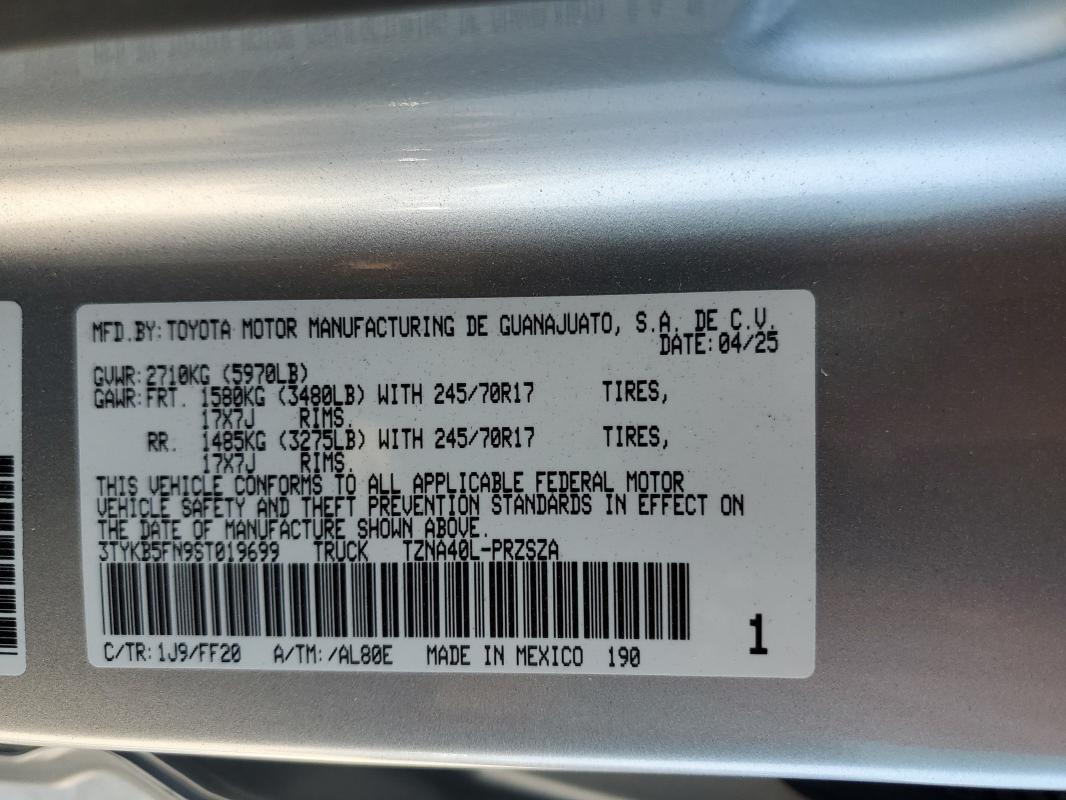 MFD.BY:TOYOTA MOTOR MANUFACTURING DE GUANAJUATO, S.A. DE C.V.
DATE:04/25
GVWR:2710KG (5970LB)
GAWR:FRT. 1580KG (3480LB) WITH 245/70R17 TIRES,
17X7J RIMS.
RR. 1485KG (3275LB) WITH 245/70R17 TIRES,
17X7J RIMS.
THIS VEHICLE CONFORMS TO ALL APPLICABLE FEDERAL MOTOR
VEHICLE SAFETY AND THEFT PREVENTION STANDARDS IN EFFECT ON
THE DATE OF MANUFACTURE SHOWN ABOVE.
3TYKB5FN9ST019699 TRUCK TZNA40L-PRZSZA
1
C/TR:1J9/FF20 A/TM:/AL80E MADE IN MEXICO 190